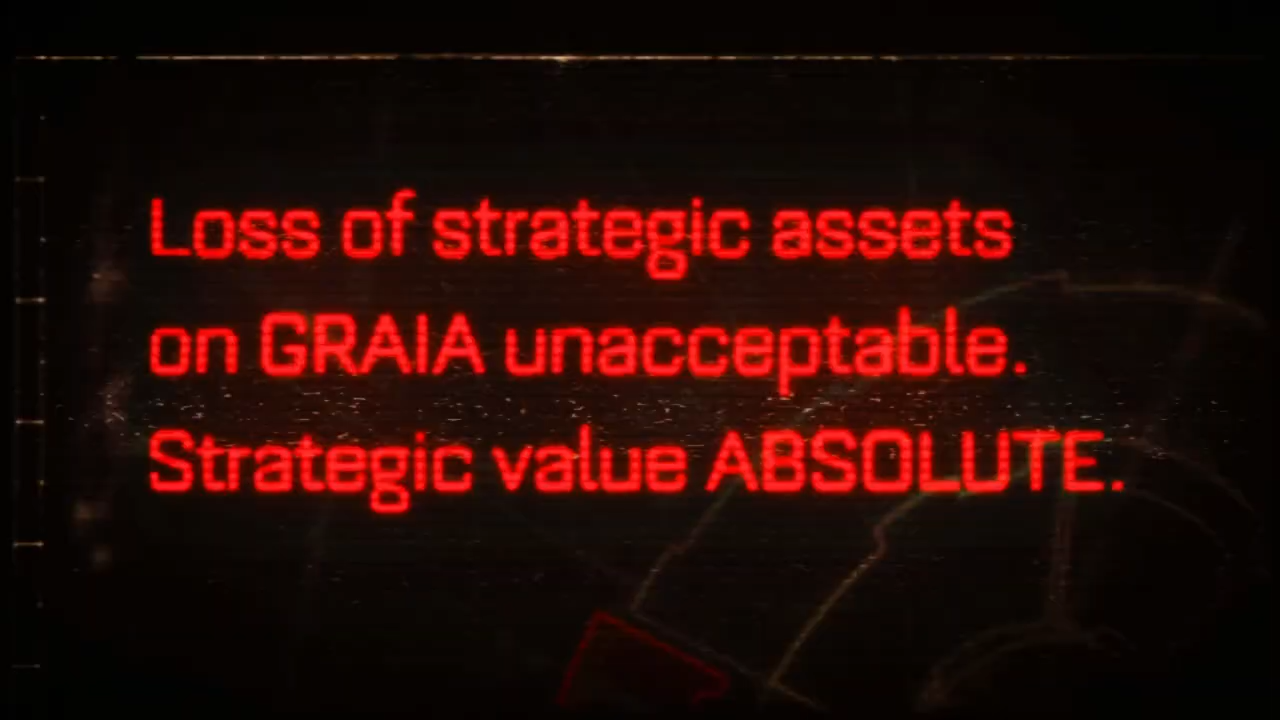 Loss of strategic assets
on GRAIA unacceptable.
Strategic value ABSOLUTE.